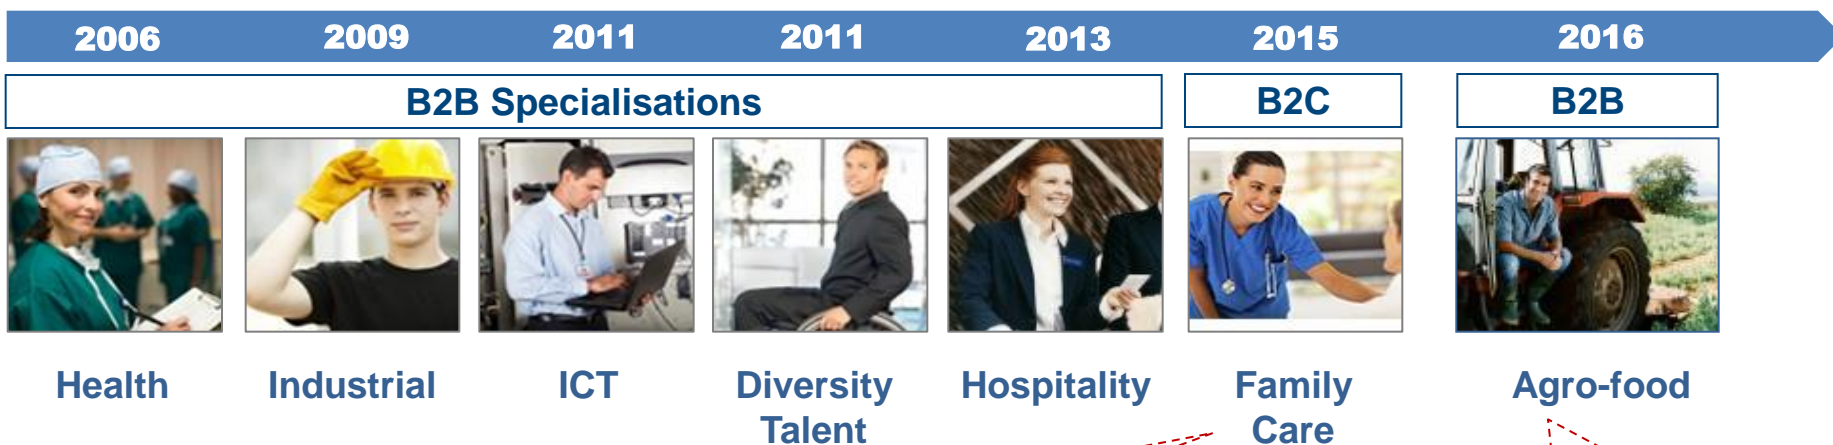 2006 2009 2011 2011 2013 2015 2016
B2B Specialisations B2C B2B
Health Industrial ICT Diversity Hospitality Family Agro-food
Talent Care